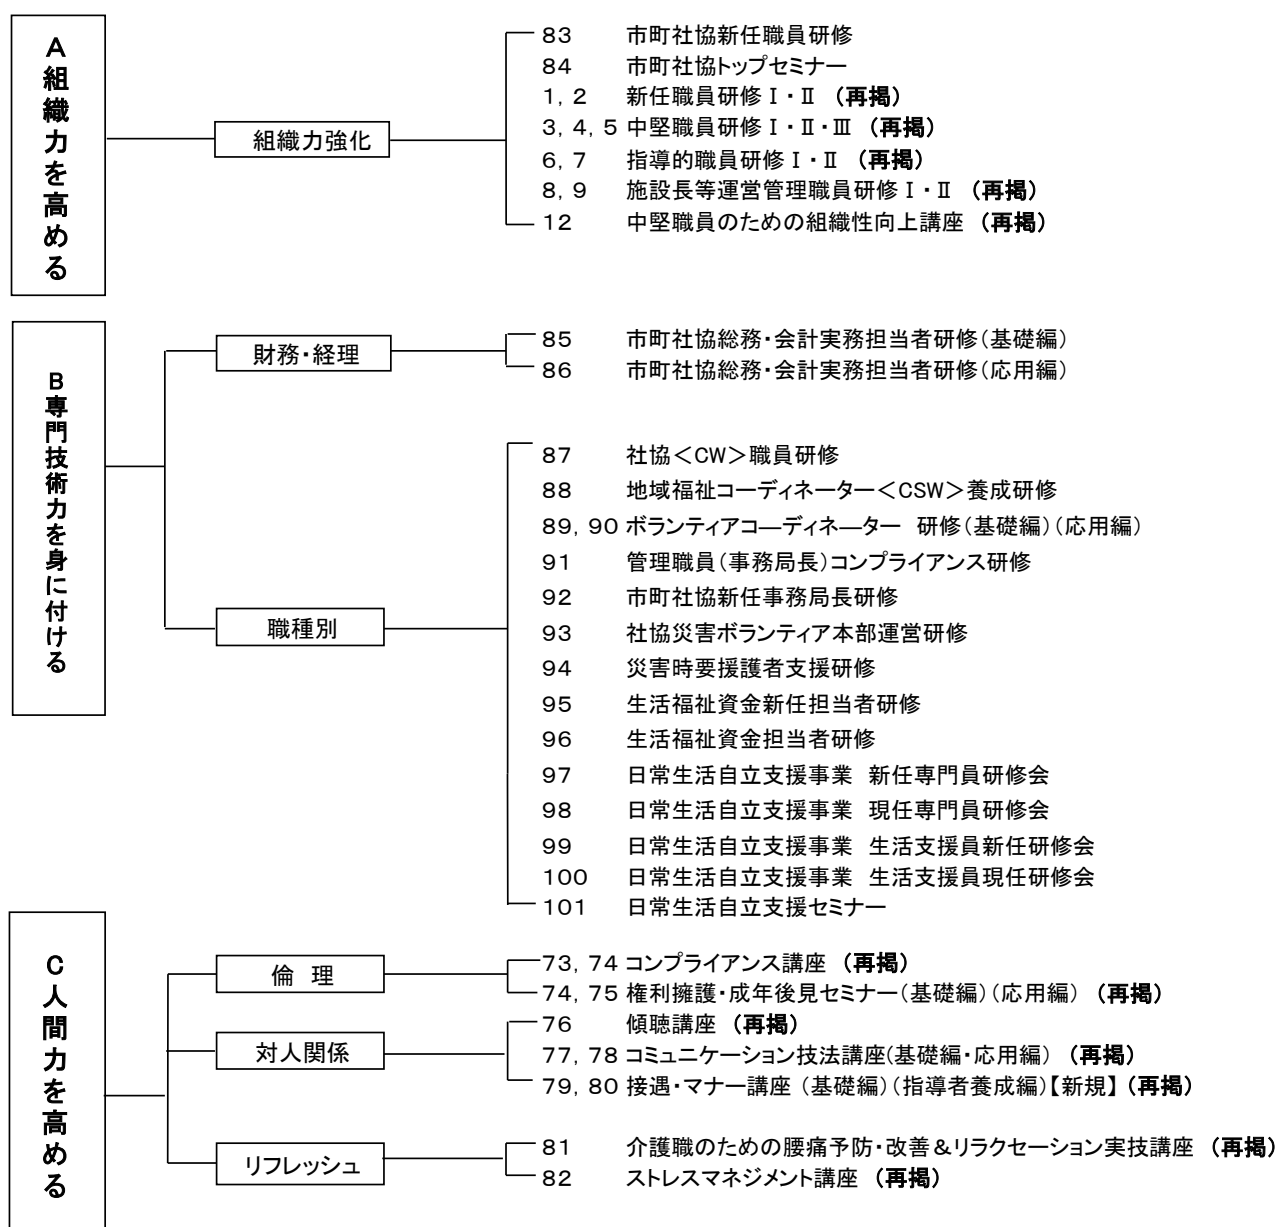 A組織力を高める
組織力強化
83 市町社協新任職員研修
84 市町社協トップセミナー
1，2 新任職員研修Ⅰ・Ⅱ （再掲）
3，4，5 中堅職員研修Ⅰ・Ⅱ・Ⅲ （再掲）
6，7 指導的職員研修Ⅰ・Ⅱ （再掲）
8，9 施設長等運営管理職員研修Ⅰ・Ⅱ （再掲）
12 中堅職員のための組織性向上講座 （再掲）
B専門技術力を身に付ける
財務・経理
85 市町社協総務・会計実務担当者研修（基礎編）
86 市町社協総務・会計実務担当者研修（応用編）
職種別
87 社協＜CW＞職員研修
88 地域福祉コーディネーター＜CSW＞養成研修
89，90 ボランティアコ―ディネ―ター 研修（基礎編）（応用編）
91 管理職員（事務局長）コンプライアンス研修
92 市町社協新任事務局長研修
93 社協災害ボランティア本部運営研修
94 災害時要援護者支援研修
95 生活福祉資金新任担当者研修
96 生活福祉資金担当者研修
97 日常生活自立支援事業 新任専門員研修会
98 日常生活自立支援事業 現任専門員研修会
99 日常生活自立支援事業 生活支援員新任研修会
100 日常生活自立支援事業 生活支援員現任研修会
101 日常生活自立支援セミナー
C人間力を高める
倫 理
73，74 コンプライアンス講座 （再掲）
74，75 権利擁護・成年後見セミナー（基礎編）（応用編） （再掲）
対人関係
76 傾聴講座 （再掲）
77，78 コミュニケーション技法講座（基礎編・応用編） （再掲）
79，80 接遇・マナー講座 （基礎編）（指導者養成編）【新規】 （再掲）
リフレッシュ
81 介護職のための腰痛予防・改善＆リラクセーション実技講座 （再掲）
82 ストレスマネジメント講座 （再掲）